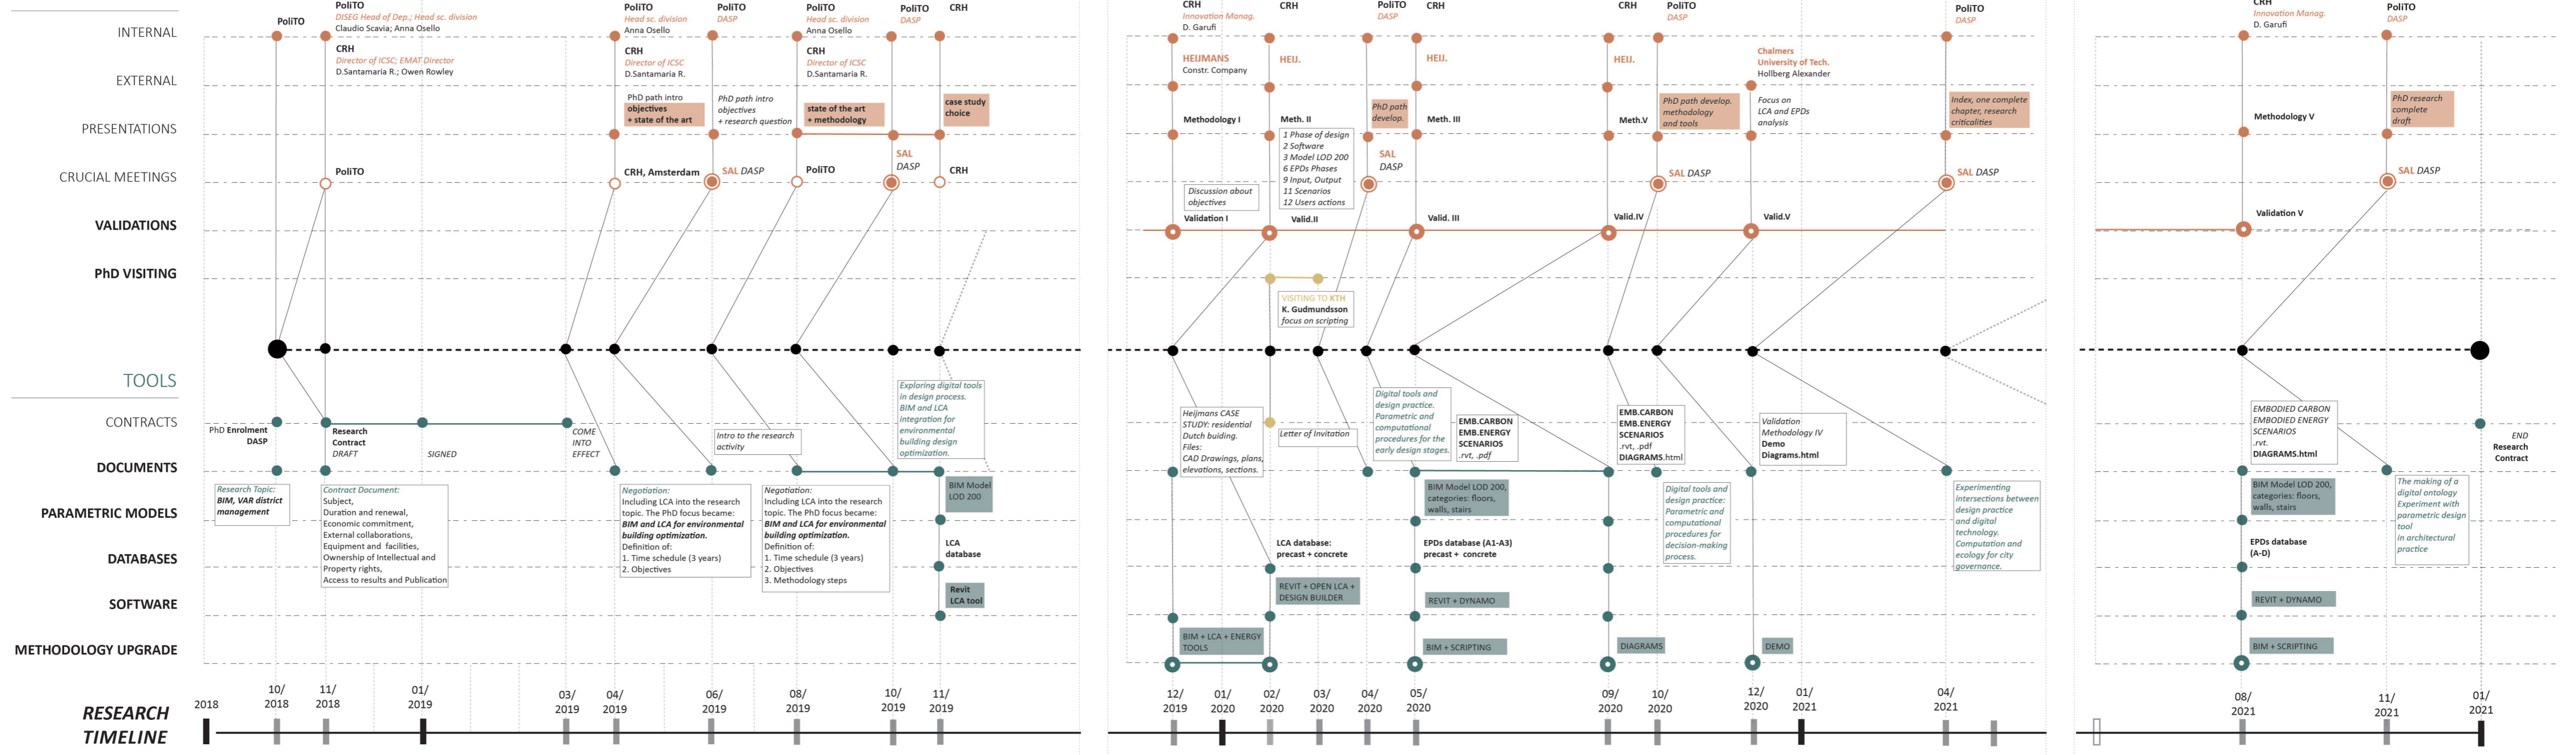 INTERNAL
EXTERNAL
PRESENTATIONS
CRUCIAL MEETINGS
VALIDATIONS
PhD VISITING
TOOLS
CONTRACTS
DOCUMENTS
PARAMETRIC MODELS
DATABASES
SOFTWARE
METHODOLOGY UPGRADE
RESEARCH
TIMELINE
PoliTO
PoliTO
DISEG Head of Dep.; Head sc. division
Claudio Scavia; Anna Osello
CRH
Director of ICSC; EMAT Director
D.Santamaria R.; Owen Rowley
PoliTO
PoliTO
Head sc. division
Anna Osello
CRH
Director of ICSC
D.Santamaria R.
PhD path intro
objectives
+ state of the art
CRH, Amsterdam
PoliTO
DASP
PhD path intro
objectives
+ research question
SAL DASP
PoliTO
Head sc. division
Anna Osello
CRH
Director of ICSC
D.Santamaria R.
state of the art
+ methodology
PoliTO
PoliTO
DASP
SAL
DASP
CRH
case study
choice
CRH
PhD Enrolment
DASP
Research
Contract
DRAFT
SIGNED
COME
INTO
EFFECT
Intro to the research
activity
Exploring digital tools
in design process.
BIM and LCA
integration for
environmental
building design
optimization.
Research Topic:
BIM, VAR district
management
Contract Document:
Subject,
Duration and renewal,
Economic commitment,
External collaborations,
Equipment and facilities,
Ownership of Intellectual and
Property rights,
Access to results and Publication
Negotiation:
Including LCA into the research
topic. The PhD focus became:
BIM and LCA for environmental
building optimization.
Definition of:
1. Time schedule (3 years)
2. Objectives
Negotiation:
Including LCA into the research
topic. The PhD focus became:
BIM and LCA for environmental
building optimization.
Definition of:
1. Time schedule (3 years)
2. Objectives
3. Methodology steps
BIM Model
LOD 200
LCA
database
Revit
LCA tool
2018
10/
2018
11/
2018
01/
2019
03/
2019
04/
2019
06/
2019
08/
2019
10/
2019
11/
2019
CRH
Innovation Manag.
D. Garufi
HEIJMANS
Constr. Company
Methodology I
Discussion about
objectives
Validation I
CRH
HEIJ.
Meth. II
1 Phase of design
2 Software
3 Model LOD 200
6 EPDs Phases
9 Input, Output
11 Scenarios
12 Users actions
Valid.II
VISITING TO KTH
K. Gudmundsson
focus on scripting
PoliTO
DASP
PhD path
develop.
SAL
DASP
CRH
HEIJ.
Meth. III
Valid. III
CRH
HEIJ.
Meth.V
Valid.IV
PoliTO
DASP
PhD path develop.
methodology
and tools
SAL DASP
Chalmers
University of Tech.
Hollberg Alexander
Focus on
LCA and EPDs
analysis
Valid.V
PoliTO
DASP
Index, one complete
chapter, research
criticalities
SAL DASP
Heijmans CASE
STUDY: residential
Dutch buiding.
Files:
CAD Drawings, plans,
elevations, sections.
Letter of Invitation
Digital tools and
design practice.
Parametric and
computational
procedures for the
early design stages.
EMB.CARBON
EMB.ENERGY
SCENARIOS
.rvt, .pdf
EMB.CARBON
EMB.ENERGY
SCENARIOS
.rvt, .pdf
DIAGRAMS.html
Validation
Methodology IV
Demo
Diagrams.html
BIM Model LOD 200,
categories: floors,
walls, stairs
Digital tools and
design practice:
Parametric and
computational
procedures for
decision-making
process.
Experimenting
intersections between
design practice
and digital
technology.
Computation and
ecology for city
governance.
LCA database:
precast + concrete
EPDs database (A1-A3)
precast + concrete
REVIT + OPEN LCA +
DESIGN BUILDER
REVIT + DYNAMO
BIM + LCA + ENERGY
TOOLS
BIM + SCRIPTING
DIAGRAMS
DEMO
12/
2019
01/
2020
02/
2020
03/
2020
04/
2020
05/
2020
09/
2020
10/
2020
12/
2020
01/
2021
04/
2021
CRH
Innovation Manag.
D. Garufi
Methodology V
Validation V
PoliTO
DASP
PhD research
complete
draft
SAL DASP
EMBODIED CARBON
EMBODIED ENERGY
SCENARIOS
.rvt.
DIAGRAMS.html
END
Research
Contract
BIM Model LOD 200,
categories: floors,
walls, stairs
The making of a
digital ontology
Experiment with
parametric design
tool
in architectural
practice
EPDs database
(A-D)
REVIT + DYNAMO
BIM + SCRIPTING
08/
2021
11/
2021
01/
2021